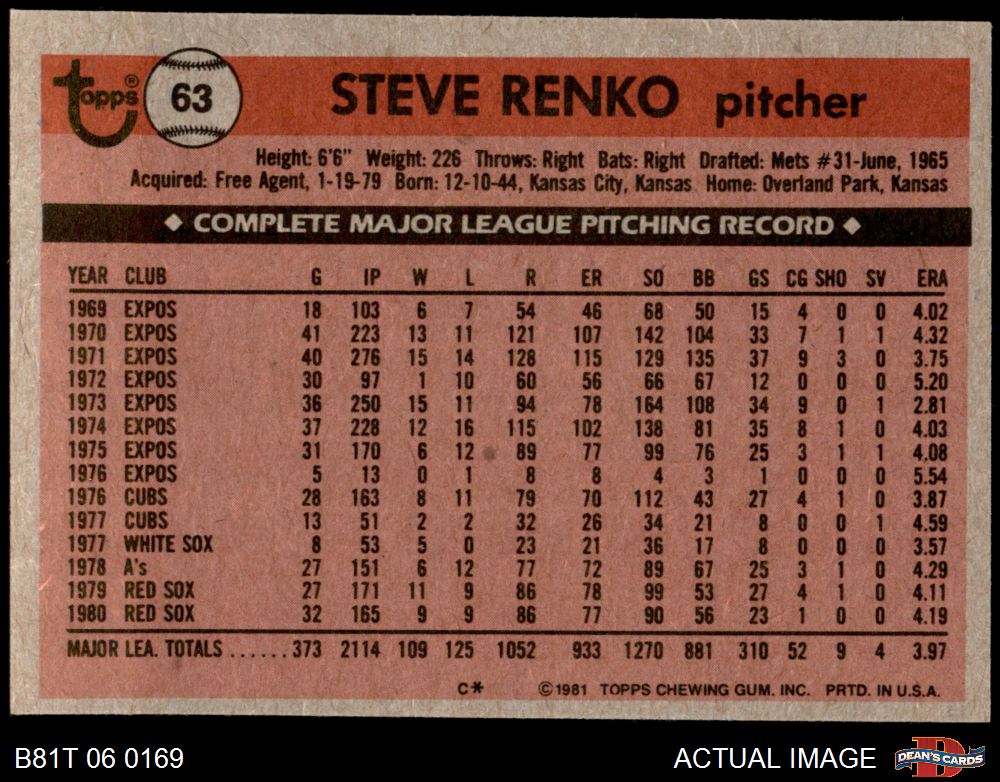 Topps® 63 STEVE RENKO pitcher
Height: 6'6" Weight: 226 Throws: Right Bats: Right Drafted: Mets #31-June, 1965
Acquired: Free Agent, 1-19-79 Born: 12-10-44, Kansas City, Kansas Home: Overland Park, Kansas
◆ COMPLETE MAJOR LEAGUE PITCHING RECORD ◆
YEAR CLUB G IP W L R ER SO BB GS CG SHO SV ERA
1969 EXPOS 18 103 6 7 54 46 68 50 15 4 0 0 4.02
1970 EXPOS 41 223 13 11 121 107 142 104 33 7 1 1 4.32
1971 EXPOS 40 276 15 14 128 115 129 135 37 9 3 0 3.75
1972 EXPOS 30 97 1 10 60 56 66 67 12 0 0 0 5.20
1973 EXPOS 36 250 15 11 94 78 164 108 34 9 0 1 2.81
1974 EXPOS 37 228 12 16 115 102 138 81 35 8 1 0 4.03
1975 EXPOS 31 170 6 12 89 77 99 76 25 3 1 1 4.08
1976 EXPOS 5 13 0 1 8 8 4 3 1 0 0 0 5.54
1976 CUBS 28 163 8 11 79 70 112 43 27 4 1 0 3.87
1977 CUBS 13 51 2 2 32 26 34 21 8 0 0 1 4.59
1977 WHITE SOX 8 53 5 0 23 21 36 17 8 0 0 0 3.57
1978 A's 27 151 6 12 77 72 89 67 25 3 1 0 4.29
1979 RED SOX 27 171 11 9 86 78 99 53 27 4 1 0 4.11
1980 RED SOX 32 165 9 9 86 77 90 56 23 1 0 0 4.19
MAJOR LEA. TOTALS ...... 373 2114 109 125 1052 933 1270 881 310 52 9 4 3.97
C* ©1981 TOPPS CHEWING GUM. INC. PRTD. IN U.S.A.
B81T 06 0169 ACTUAL IMAGE D DEAN'S CARDS